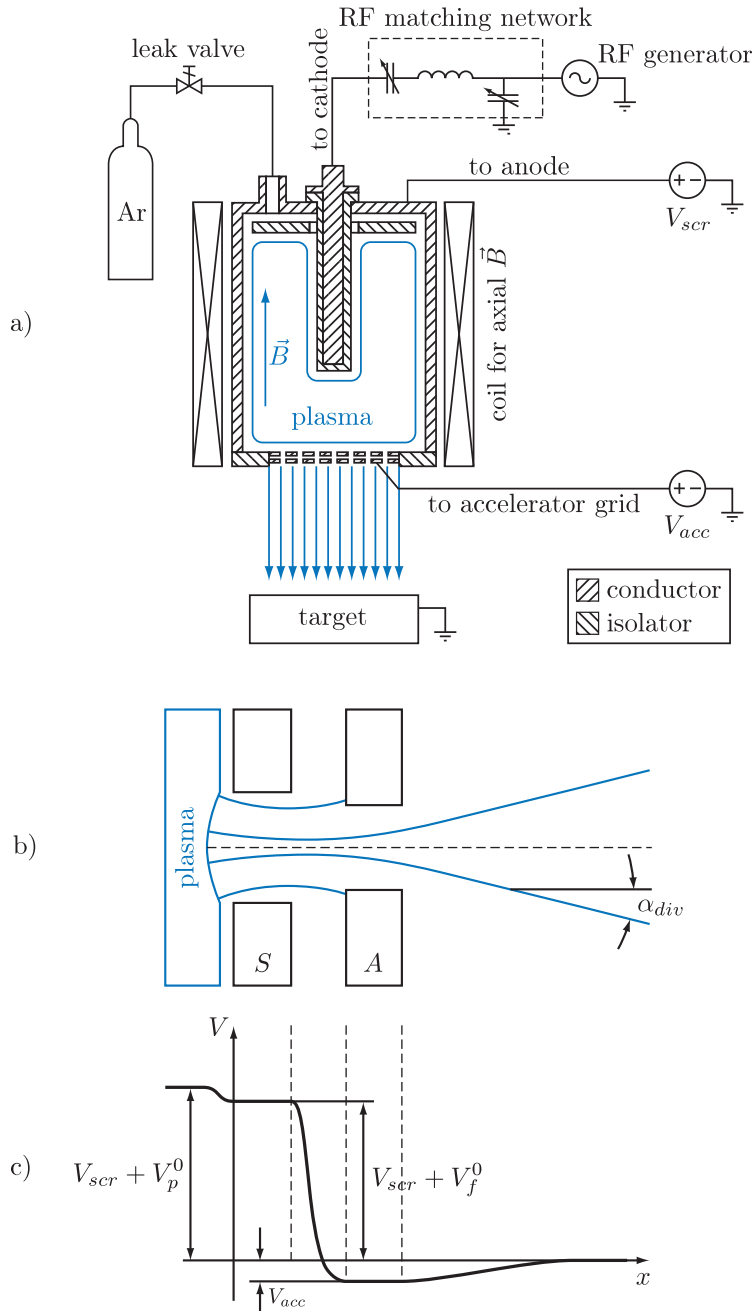 RF matching network
leak valve
RF generator
to cathode
to anode
Ar
V_scr
a)
B⃗
coil for axial B⃗
plasma
to accelerator grid
V_acc
target
conductor
isolator
b)
plasma
α_div
S
A
V
c)
V_scr + V_p^0
V_scr + V_f^0
V_acc
x